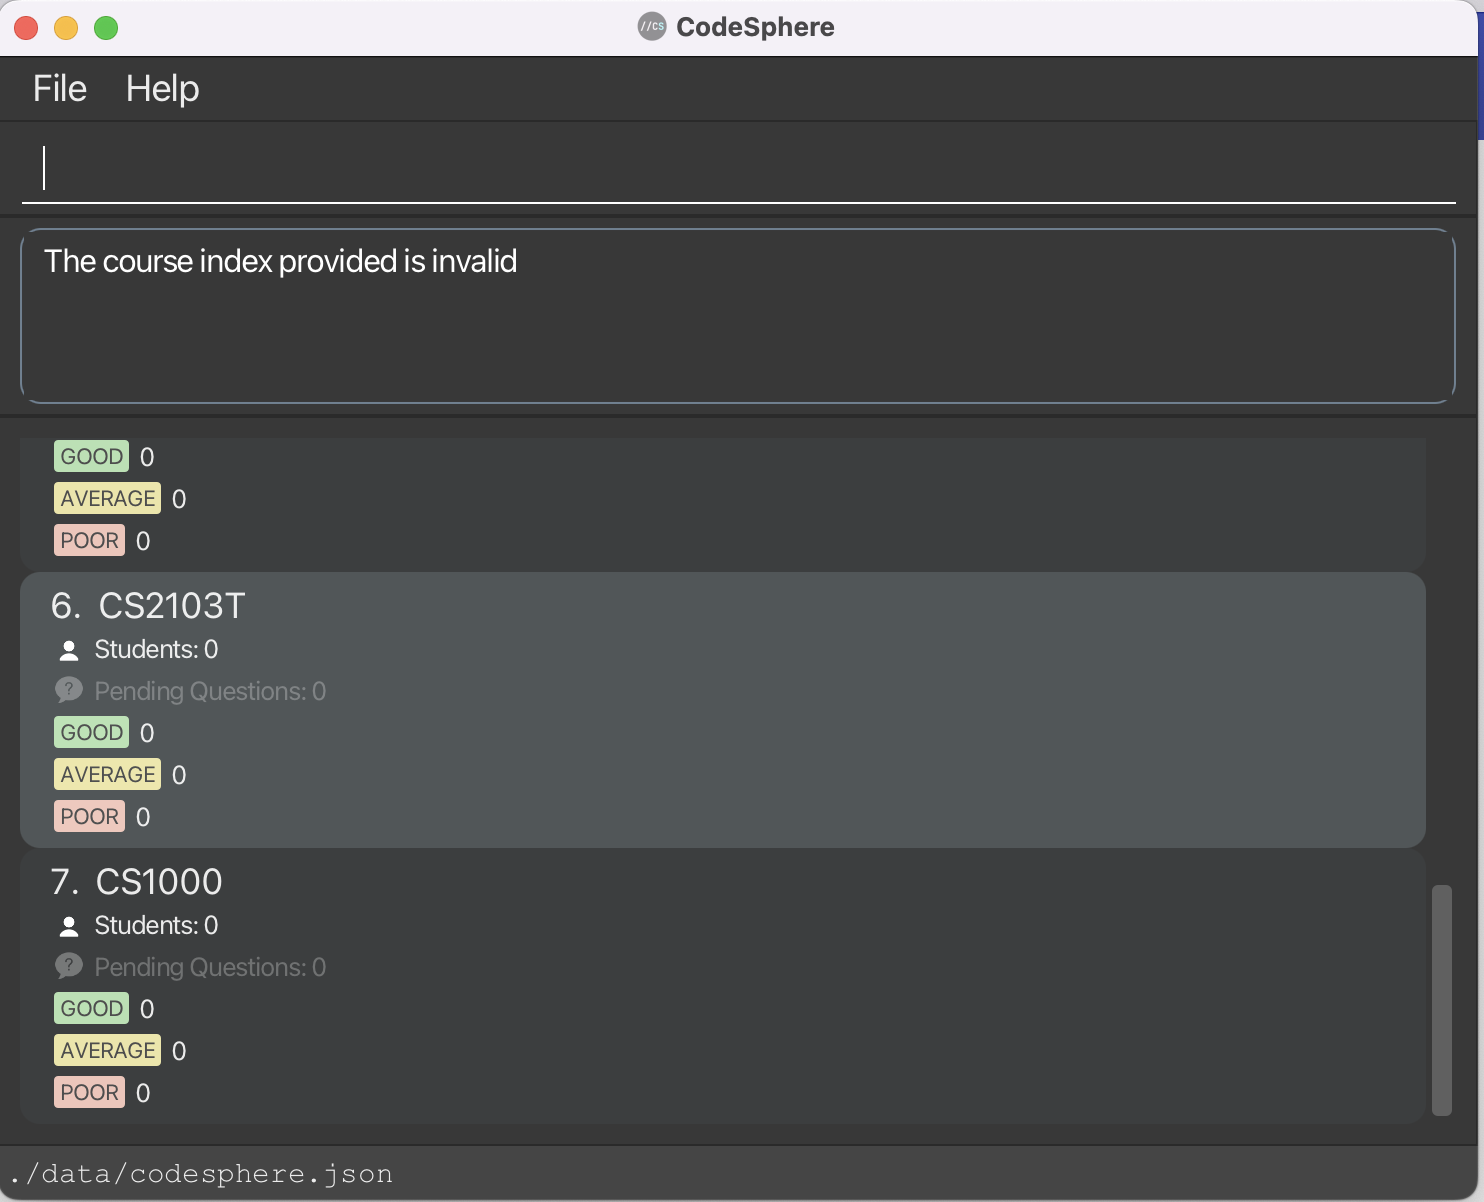 //CS CodeSphere
File Help
The course index provided is invalid
GOOD 0
AVERAGE 0
POOR 0
6. CS2103T
Students: 0
? Pending Questions: 0
GOOD 0
AVERAGE 0
POOR 0
7. CS1000
Students: 0
? Pending Questions: 0
GOOD 0
AVERAGE 0
POOR 0
./data/codesphere.json